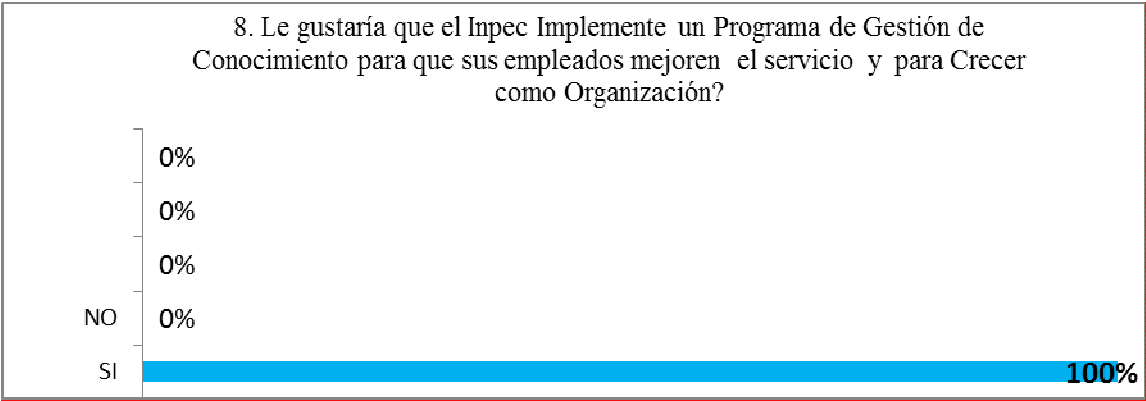 8. Le gustaría que el Inpec Implemente un Programa de Gestión de
Conocimiento para que sus empleados mejoren el servicio y para Crecer
como Organización?
0%
0%
0%
NO 0%
SI 100%